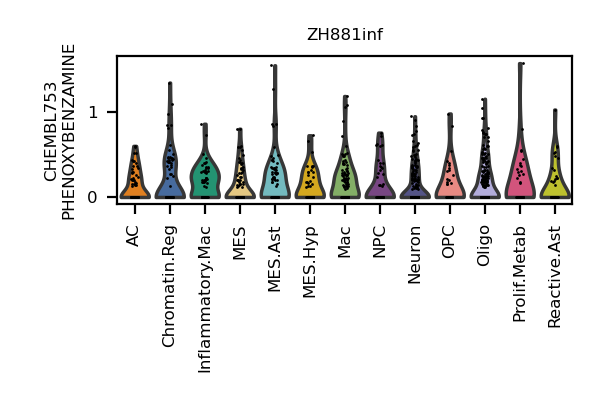 ZH881inf
CHEMBL753
PHENOXYBENZAMINE
1
0
AC
Chromatin.Reg
Inflammatory.Mac
MES
MES.Ast
MES.Hyp
Mac
NPC
Neuron
OPC
Oligo
Prolif.Metab
Reactive.Ast